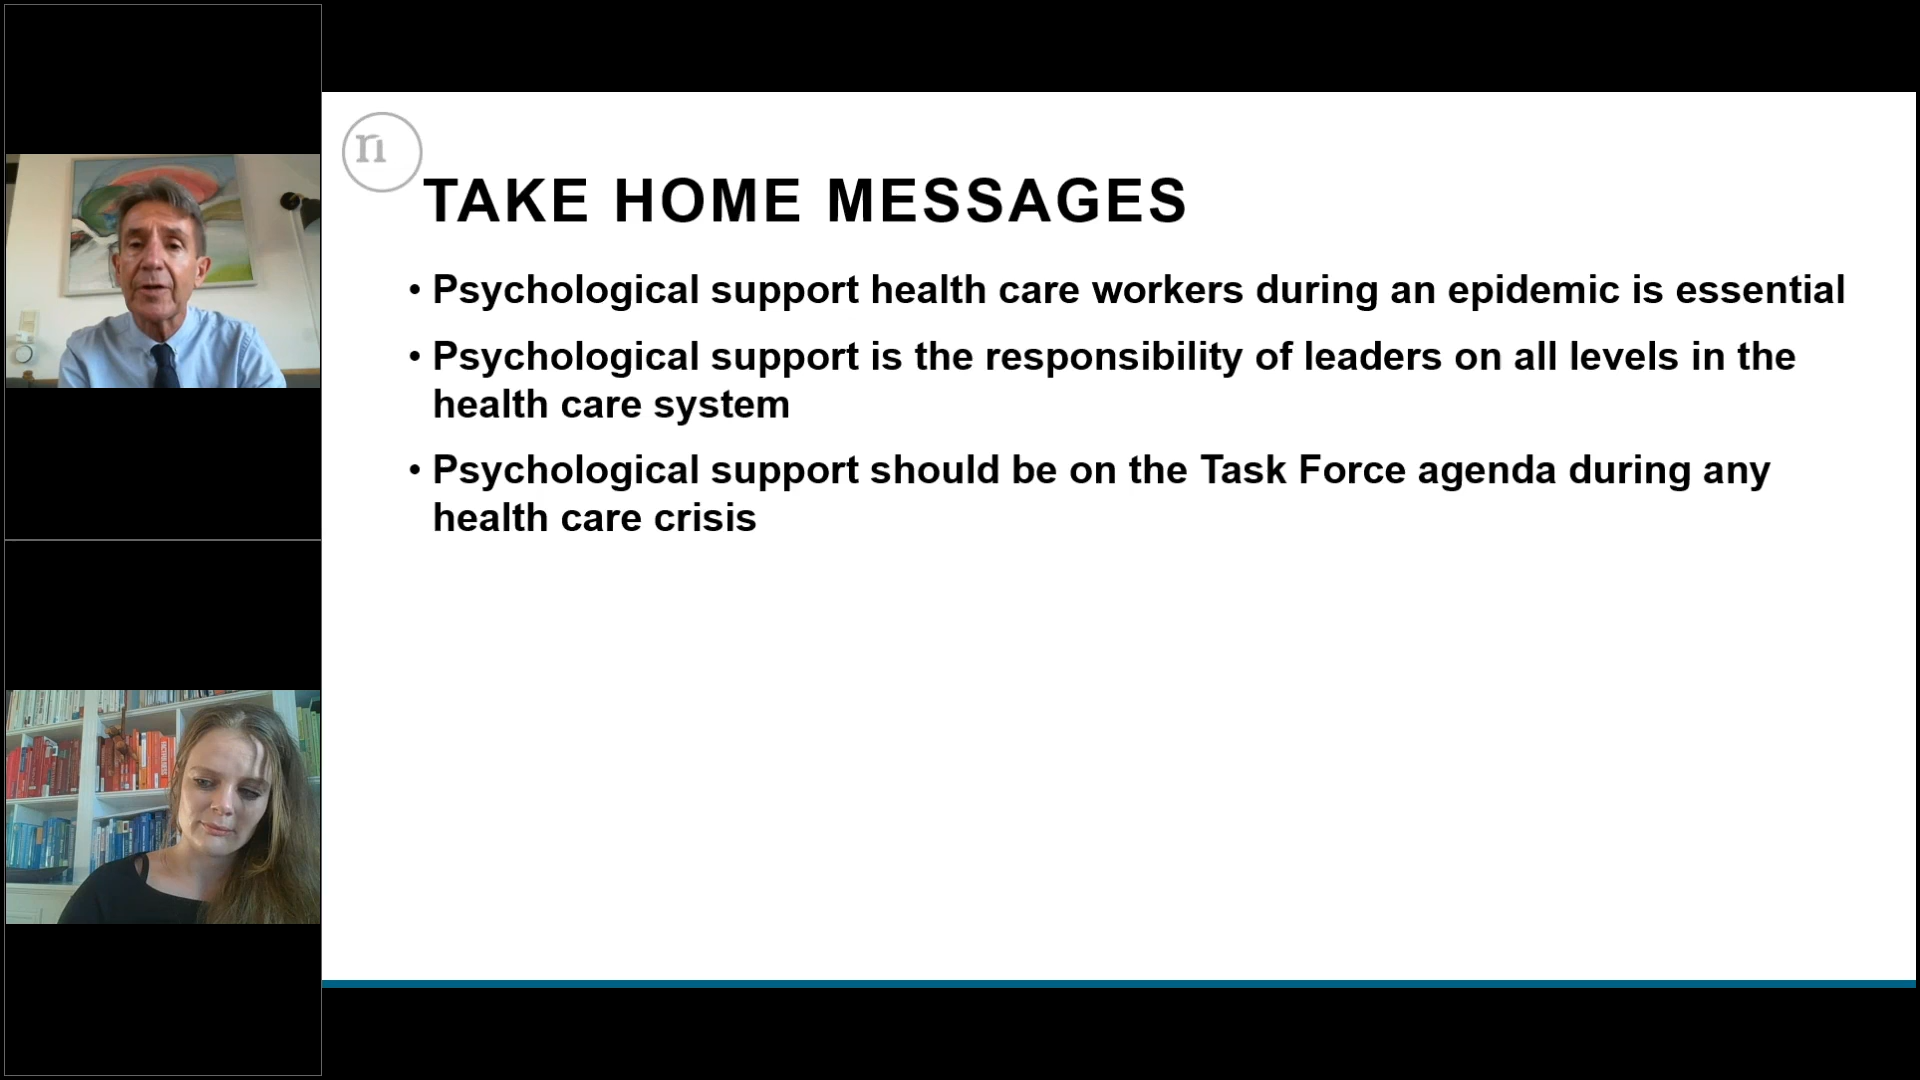 n
TAKE HOME MESSAGES
• Psychological support health care workers during an epidemic is essential
• Psychological support is the responsibility of leaders on all levels in the
health care system
• Psychological support should be on the Task Force agenda during any
health care crisis